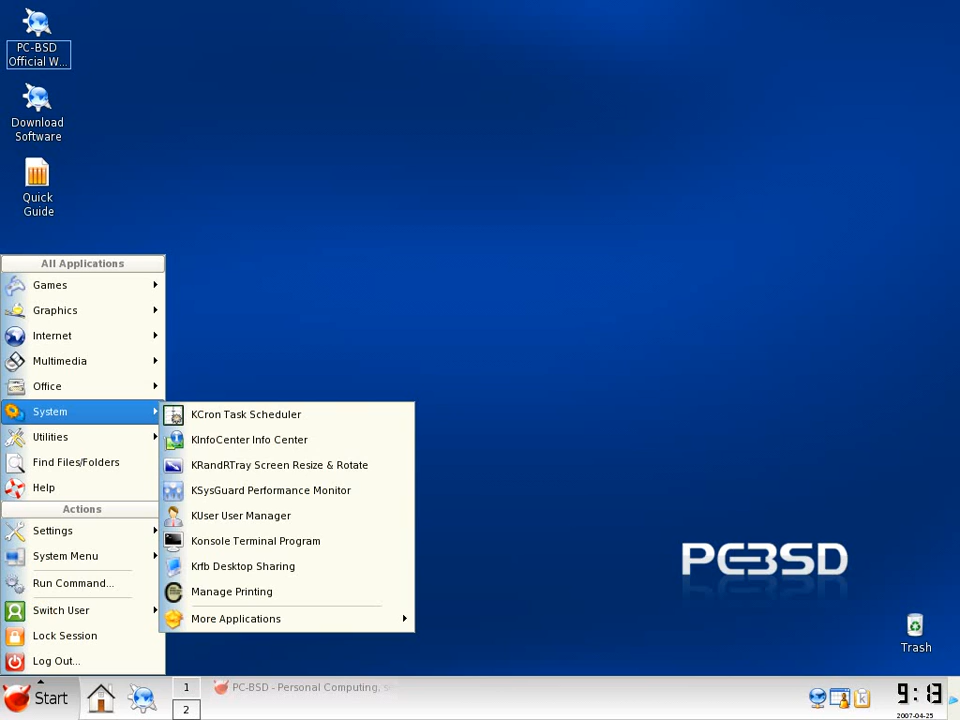 PC-BSD
Official W...
Download
Software
Quick
Guide
All Applications
Games
Graphics
Internet
Multimedia
Office
System
Utilities
Find Files/Folders
Help
Actions
Settings
System Menu
Run Command...
Switch User
Lock Session
Log Out...
KCron Task Scheduler
KInfoCenter Info Center
KRandRTray Screen Resize & Rotate
KSysGuard Performance Monitor
KUser User Manager
Konsole Terminal Program
Krfb Desktop Sharing
Manage Printing
More Applications
PCBSD
Trash
Start
1
2
PC-BSD - Personal Computing, s
9:13
2007-04-25